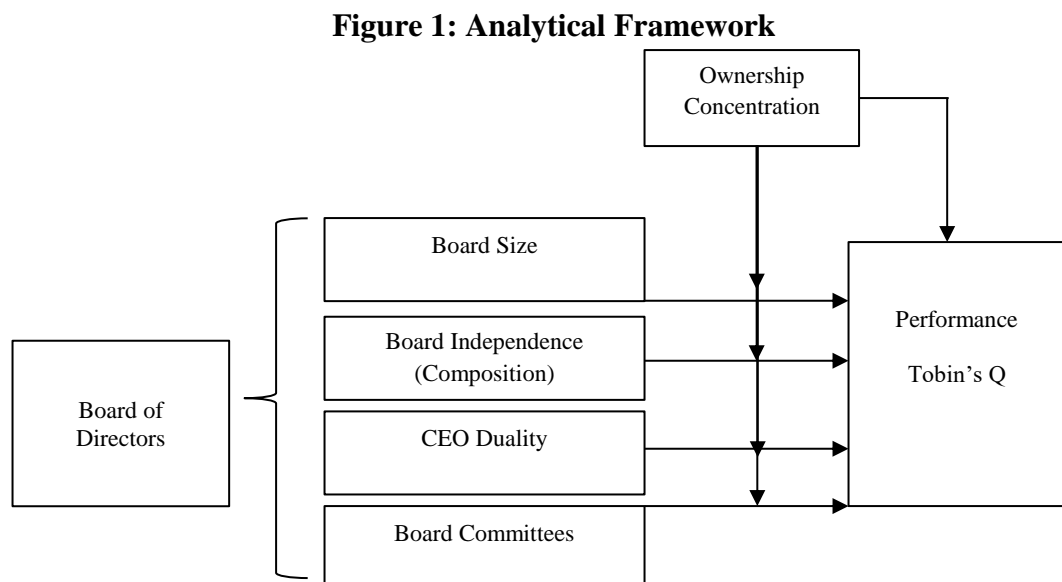 Figure 1: Analytical Framework
Ownership
Concentration
Board Size
Board Independence
(Composition)
CEO Duality
Board Committees
Board of
Directors
Performance
Tobin’s Q